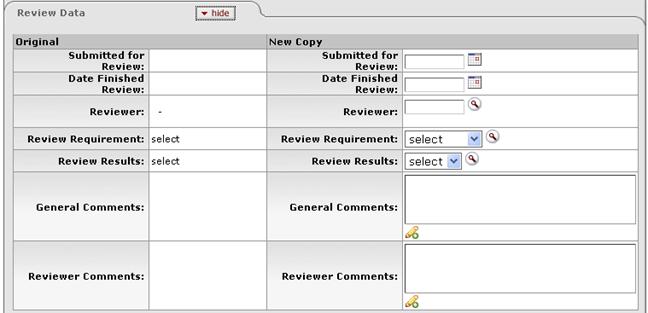 Review Data
hide
Original New Copy
Submitted for Submitted for
Review: Review:
Date Finished Date Finished
Review: Review:
Reviewer: - Reviewer:
Review Requirement: select Review Requirement: select
Review Results: select Review Results: select
General Comments: General Comments:
Reviewer Comments: Reviewer Comments: